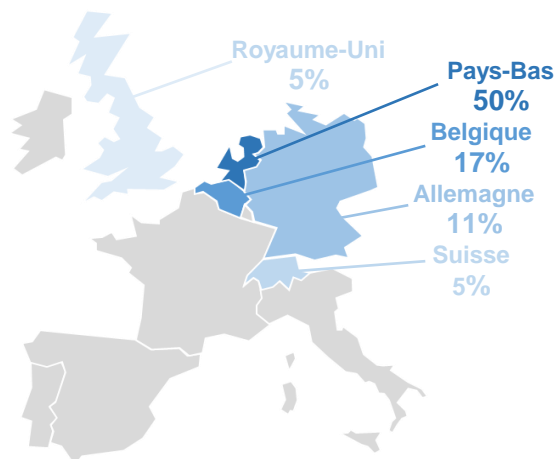 Royaume-Uni
5%
Pays-Bas
50%
Belgique
17%
Allemagne
11%
Suisse
5%